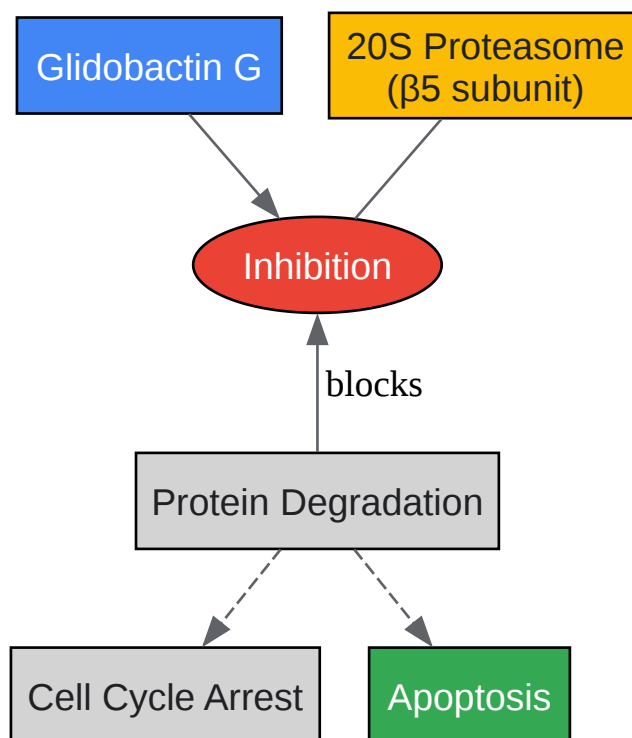 Glidobactin G
20S Proteasome
(β5 subunit)
Inhibition
blocks
Protein Degradation
Cell Cycle Arrest
Apoptosis